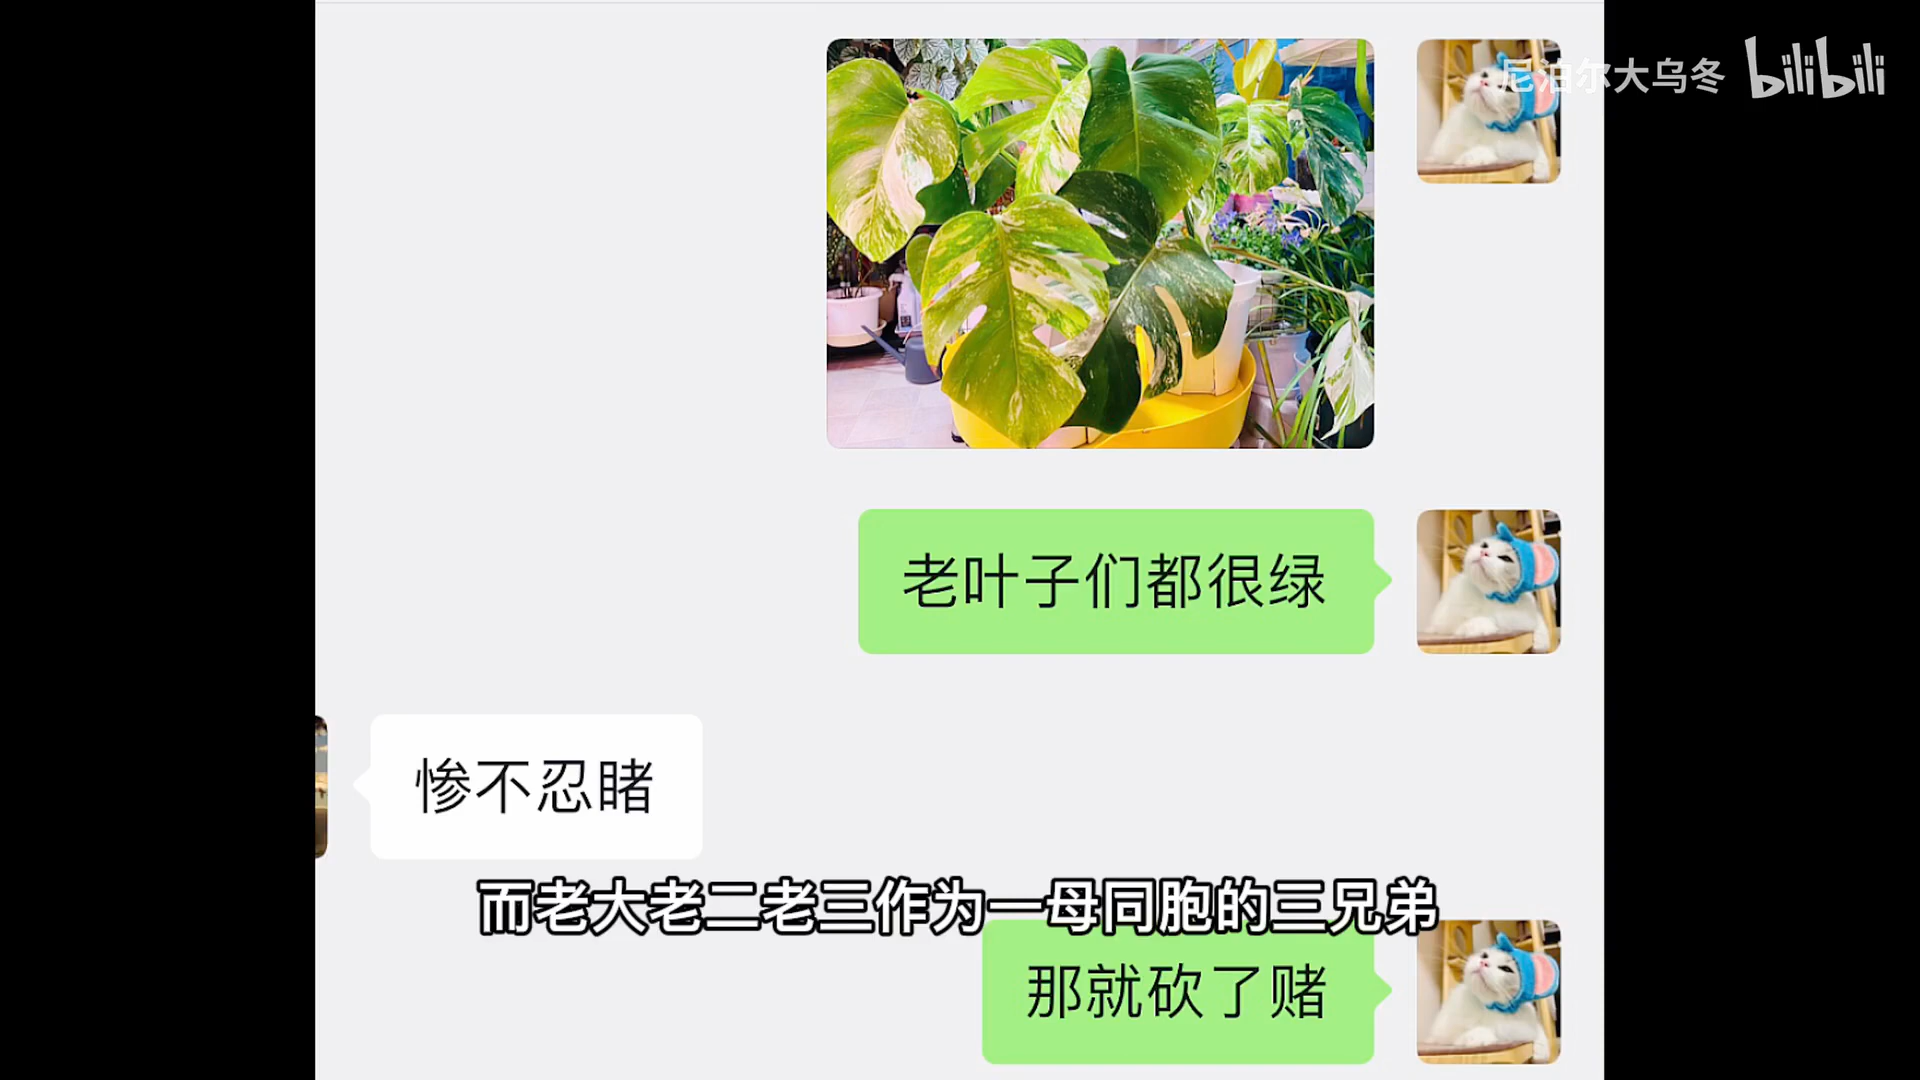 尼泊尔大乌冬 bilibili
老叶子们都很绿
惨不忍睹
而老大老二老三作为一母同胞的三兄弟
那就砍了赌